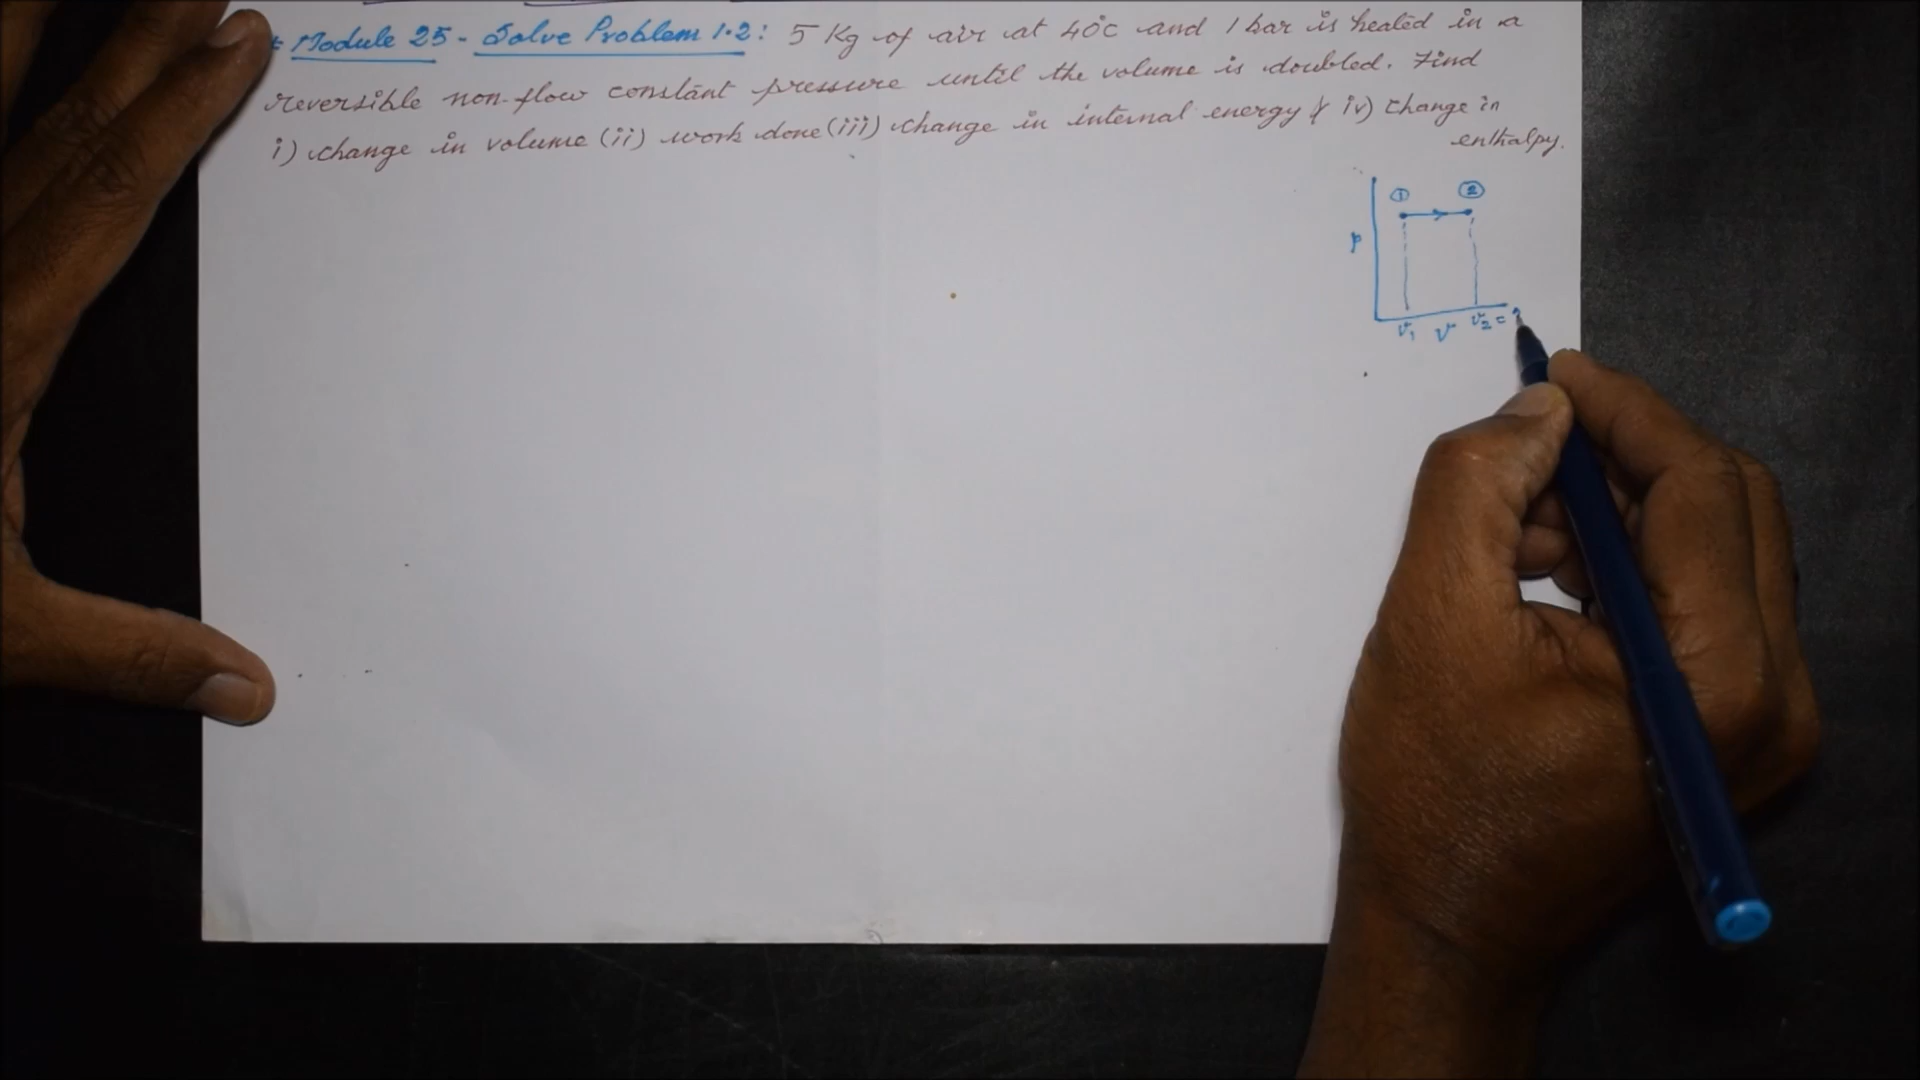 * Module 25 - Solve Problem 1.2: 5 Kg of air at 40°C and 1 bar is heated in a
reversible non-flow constant pressure until the volume is doubled. Find
i) change in volume (ii) work done (iii) change in internal energy & iv) change in
enthalpy.
① ②
p
V₁ V V₂ = 2